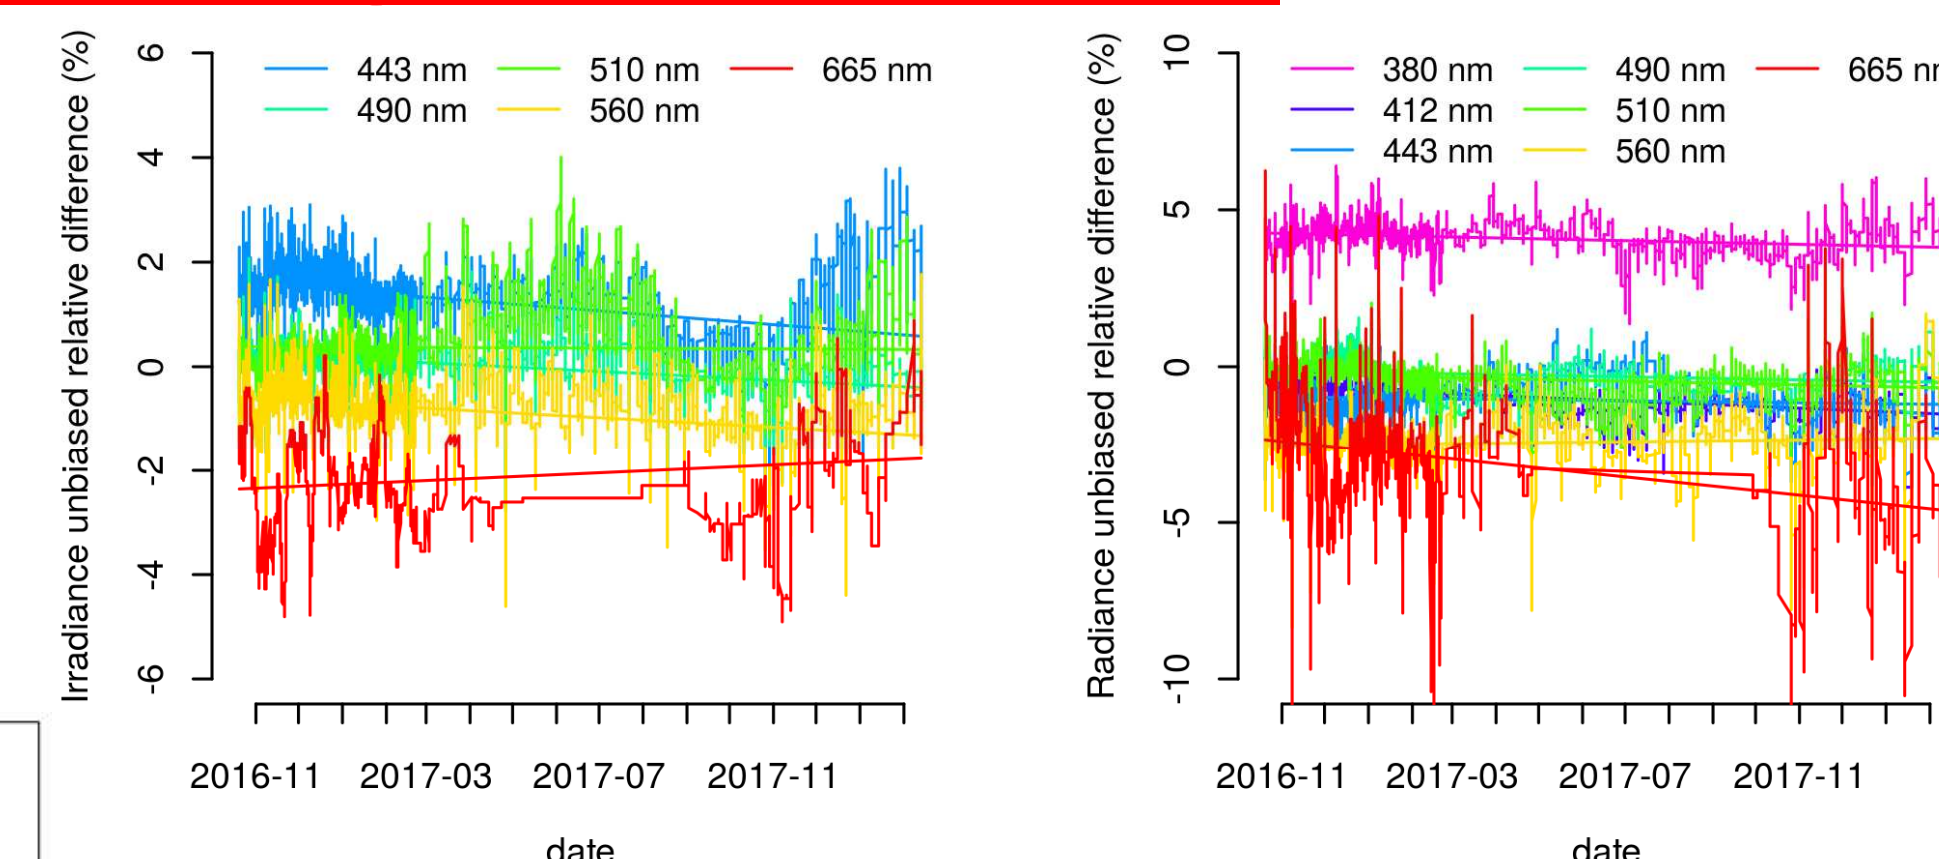 Irradiance unbiased relative difference (%)
6
4
2
0
-2
-4
-6
443 nm
490 nm
510 nm
560 nm
665 nm
2016-11 2017-03 2017-07 2017-11
date
Radiance unbiased relative difference (%)
10
5
0
-5
-10
380 nm
412 nm
443 nm
490 nm
510 nm
560 nm
665 n
2016-11 2017-03 2017-07 2017-11
date